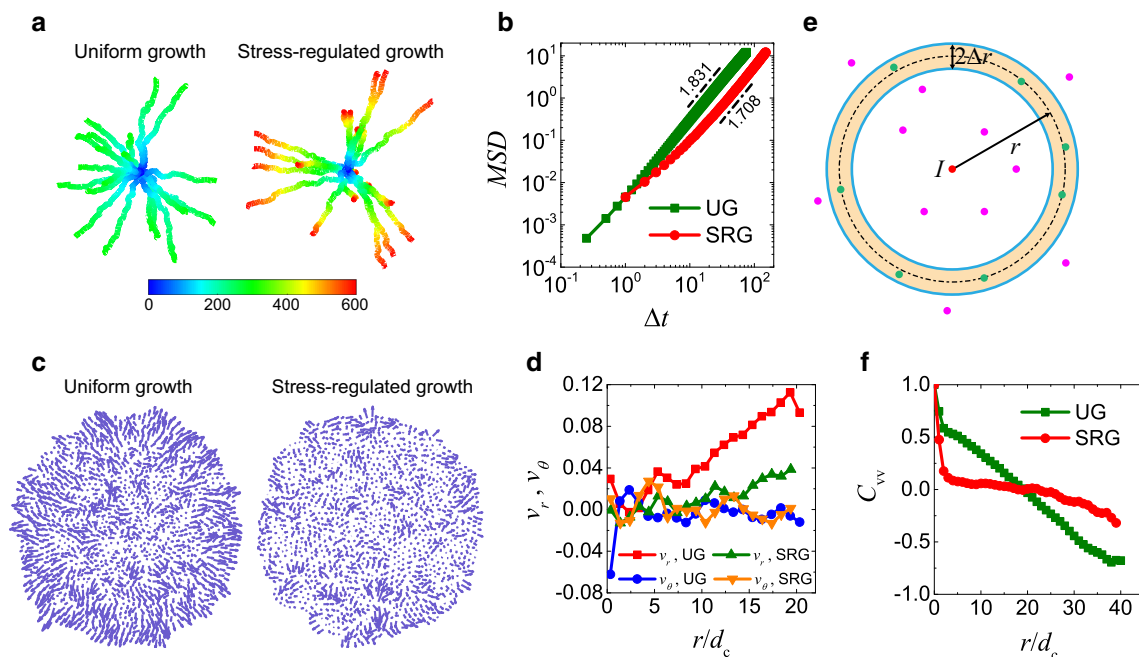 a
Uniform growth
Stress-regulated growth
0
200
400
600
b
10¹
10⁰
10⁻¹
10⁻²
10⁻³
10⁻⁴
MSD
1.831
1.708
UG
SRG
10⁻¹
10⁰
10¹
10²
Δt
e
2Δr
r
I
c
Uniform growth
Stress-regulated growth
d
0.12
0.08
0.04
0.00
-0.04
-0.08
v_r, v_θ
v_r, UG
v_r, SRG
v_θ, UG
v_θ, SRG
0
5
10
15
20
r/d_c
f
1.0
0.5
0.0
-0.5
-1.0
C_vv
UG
SRG
0
10
20
30
40
r/d_c